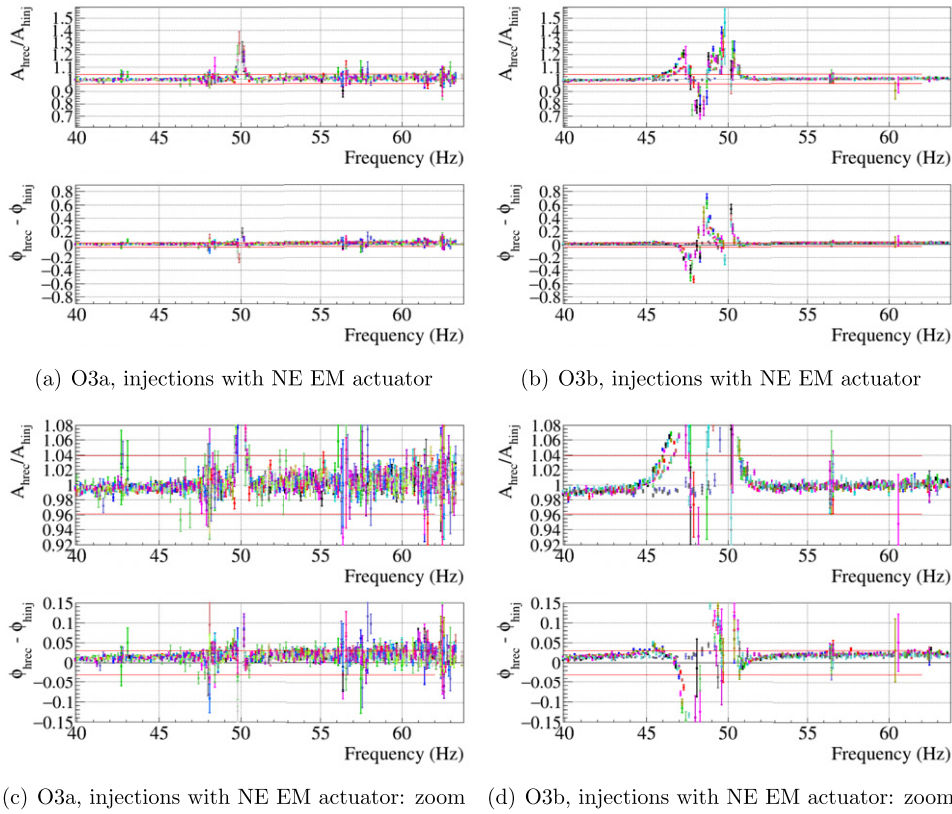 A_hrec/A_hinj
1.5
1.4
1.3
1.2
1.1
1
0.9
0.8
0.7
40 45 50 55 60
Frequency (Hz)
ϕ_hrec - ϕ_hinj
0.8
0.6
0.4
0.2
0
−0.2
−0.4
−0.6
−0.8
40 45 50 55 60
Frequency (Hz)
(a) O3a, injections with NE EM actuator
A_hrec/A_hinj
1.5
1.4
1.3
1.2
1.1
1
0.9
0.8
0.7
40 45 50 55 60
Frequency (Hz)
ϕ_hrec - ϕ_hinj
0.8
0.6
0.4
0.2
0
−0.2
−0.4
−0.6
−0.8
40 45 50 55 60
Frequency (Hz)
(b) O3b, injections with NE EM actuator
A_hrec/A_hinj
1.08
1.06
1.04
1.02
1
0.98
0.96
0.94
0.92
40 45 50 55 60
Frequency (Hz)
ϕ_hrec - ϕ_hinj
0.15
0.1
0.05
0
−0.05
−0.1
−0.15
40 45 50 55 60
Frequency (Hz)
(c) O3a, injections with NE EM actuator: zoom
A_hrec/A_hinj
1.08
1.06
1.04
1.02
1
0.98
0.96
0.94
0.92
40 45 50 55 60
Frequency (Hz)
ϕ_hrec - ϕ_hinj
0.15
0.1
0.05
0
−0.05
−0.1
−0.15
40 45 50 55 60
Frequency (Hz)
(d) O3b, injections with NE EM actuator: zoom